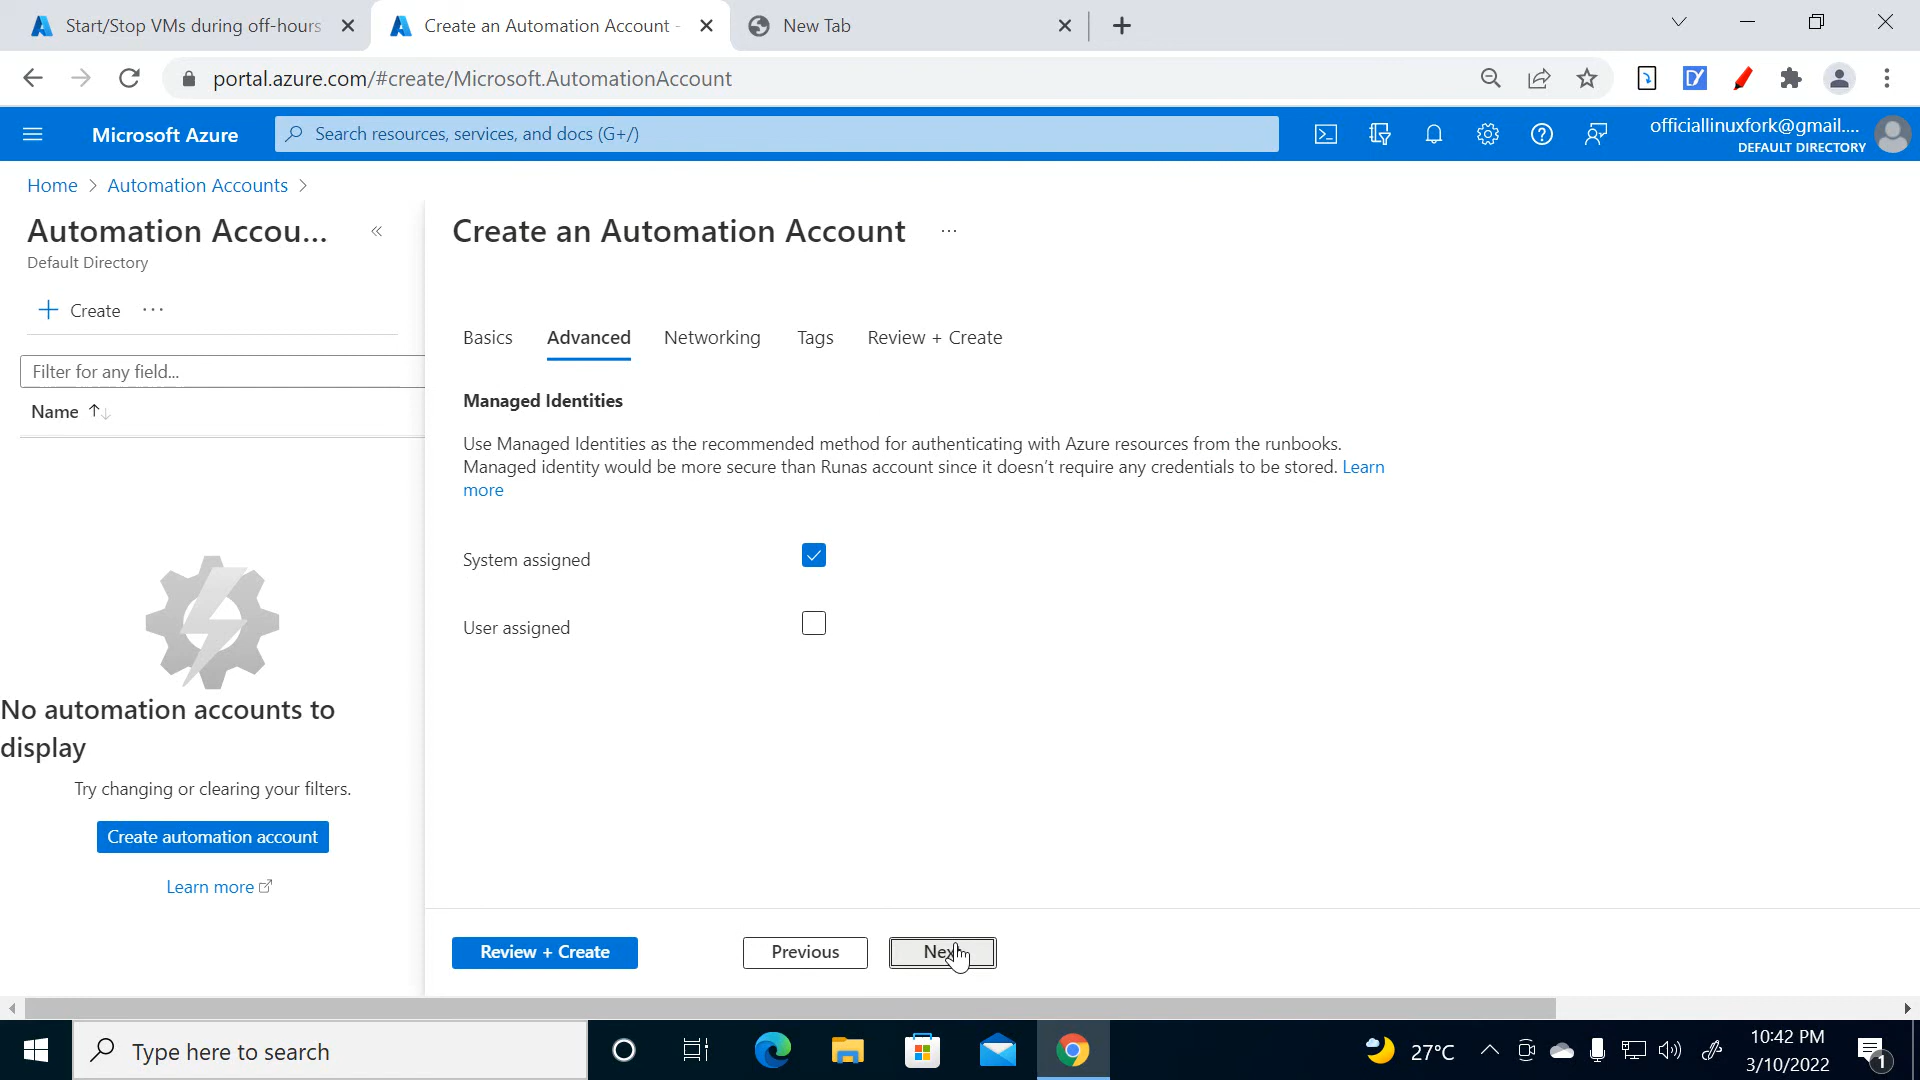 Start/Stop VMs during off-hours
Create an Automation Account -
New Tab
portal.azure.com/#create/Microsoft.AutomationAccount
Microsoft Azure
Search resources, services, and docs (G+/)
officiallinuxfork@gmail....
DEFAULT DIRECTORY
Home > Automation Accounts >
Automation Accou...
Default Directory
Create
Filter for any field...
Name
No automation accounts to
display
Try changing or clearing your filters.
Create automation account
Learn more
Create an Automation Account
Basics
Advanced
Networking
Tags
Review + Create
Managed Identities
Use Managed Identities as the recommended method for authenticating with Azure resources from the runbooks.
Managed identity would be more secure than Runas account since it doesn't require any credentials to be stored. Learn
more
System assigned
User assigned
Review + Create
Previous
Next
Type here to search
27°C
10:42 PM
3/10/2022
1